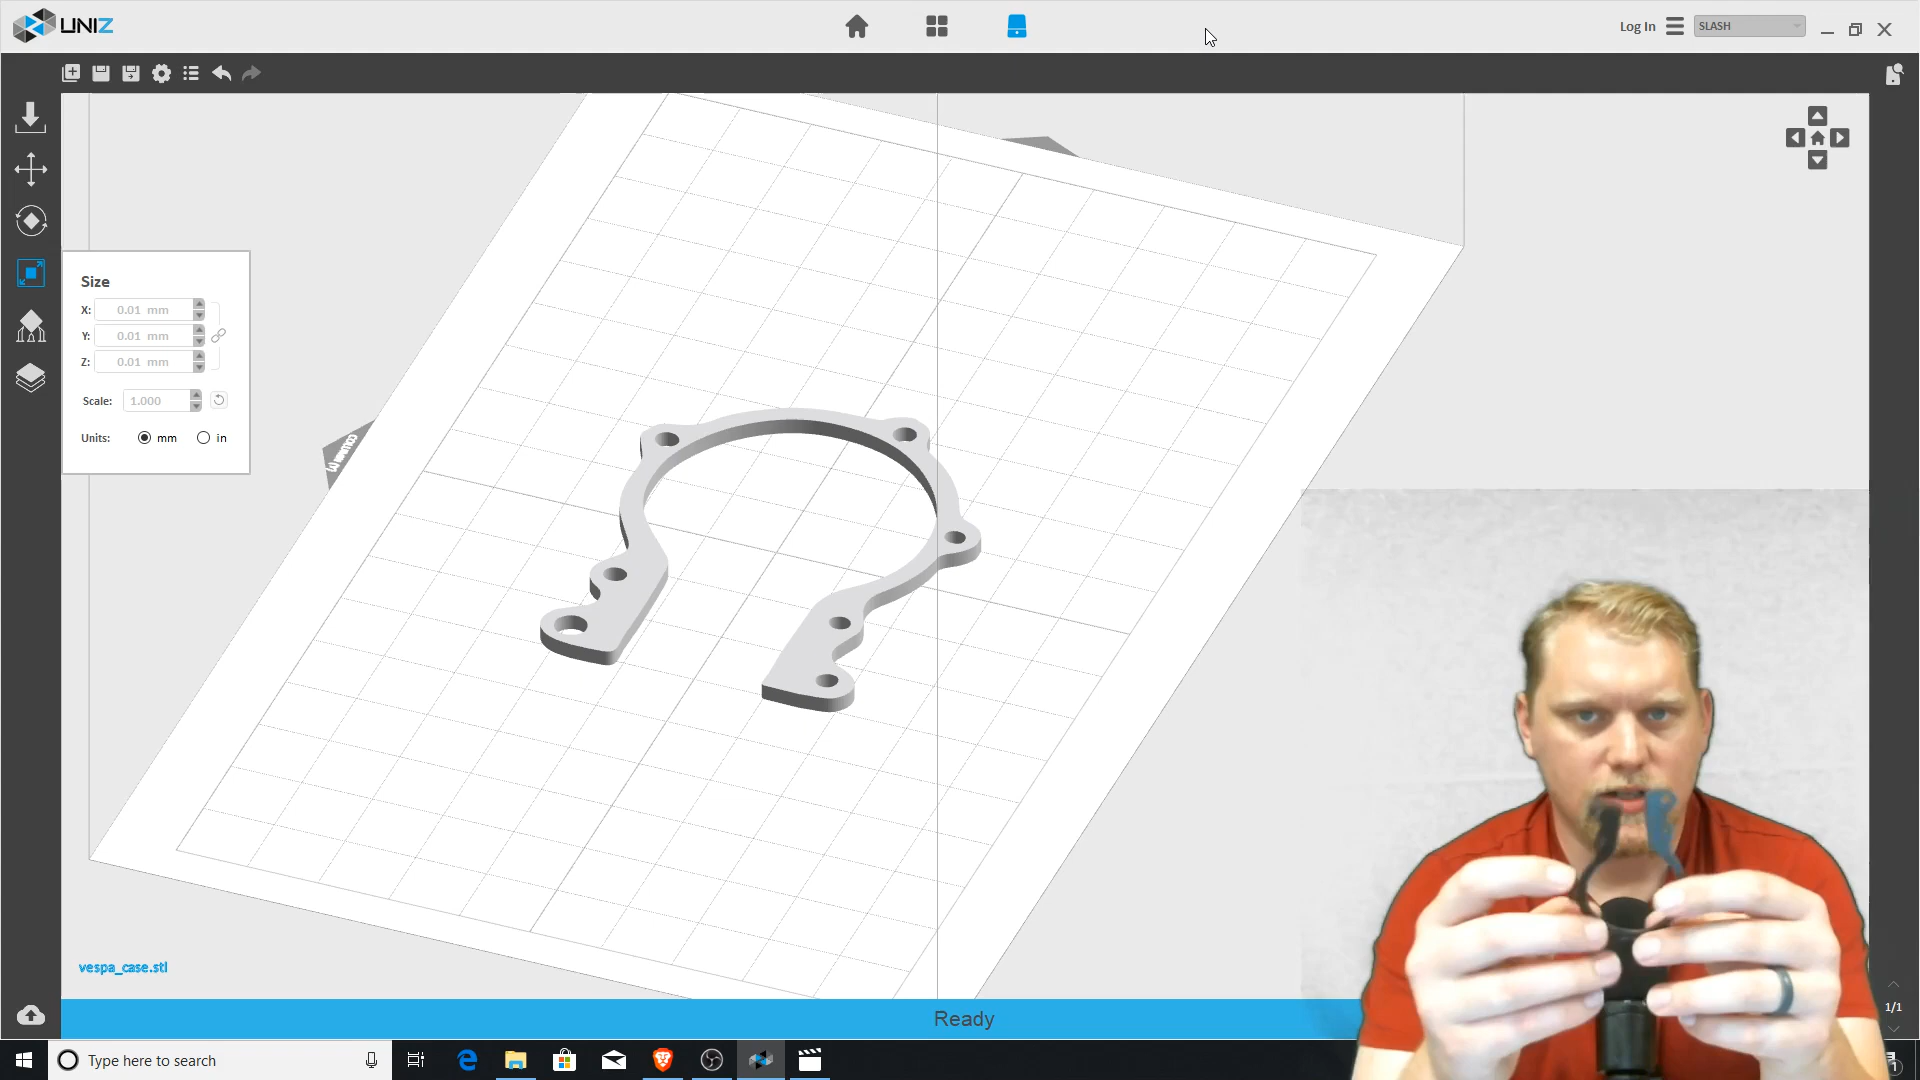 UNIZ
Log In
SLASH
Size
X: 0.01 mm
Y: 0.01 mm
Z: 0.01 mm
Scale: 1.000
Units: mm in
vespa_case.stl
Ready
1/1
Type here to search
1